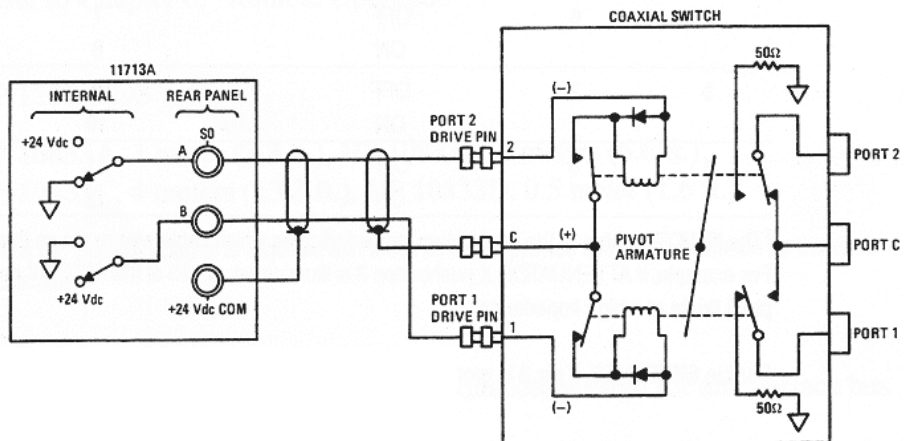 COAXIAL SWITCH
50Ω
11713A
INTERNAL
REAR PANEL
(−)
+24 Vdc
S0
A
PORT 2
DRIVE PIN
2
PORT 2
B
C
(+)
PIVOT
ARMATURE
PORT C
+24 Vdc
+24 Vdc COM
PORT 1
DRIVE PIN
1
PORT 1
(−)
50Ω